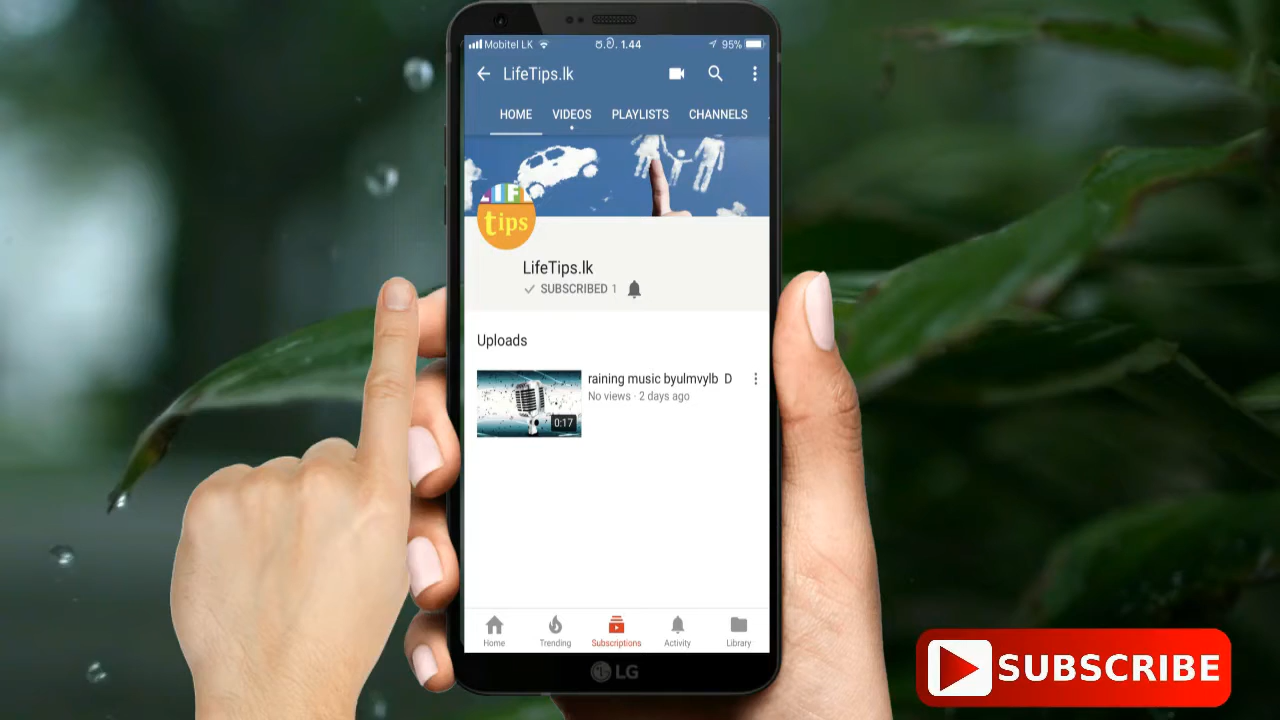 Mobitel LK
ප.ව. 1.44
95%
LifeTips.lk
HOME
VIDEOS
PLAYLISTS
CHANNELS
LIF
tips
LifeTips.lk
SUBSCRIBED 1
Uploads
raining music byulmvylb D
No views · 2 days ago
0:17
Home
Trending
Subscriptions
Activity
Library
LG
SUBSCRIBE